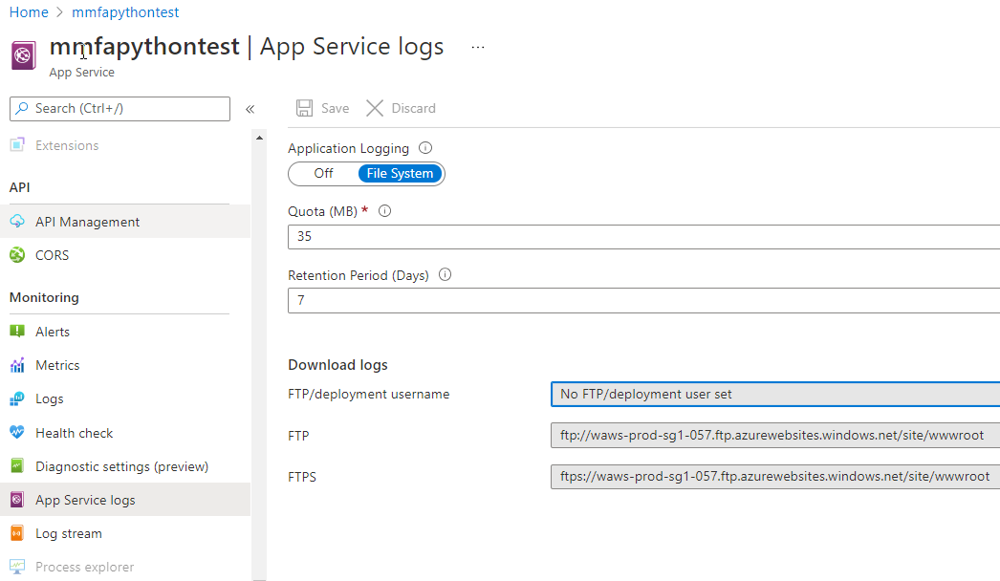 Home > mmfapythontest
mmfapythontest | App Service logs ...
App Service
Search (Ctrl+/) «
Extensions
API
API Management
CORS
Monitoring
Alerts
Metrics
Logs
Health check
Diagnostic settings (preview)
App Service logs
Log stream
Process explorer
Save Discard
Application Logging
Off File System
Quota (MB) *
35
Retention Period (Days)
7
Download logs
FTP/deployment username No FTP/deployment user set
FTP ftp://waws-prod-sg1-057.ftp.azurewebsites.windows.net/site/wwwroot
FTPS ftps://waws-prod-sg1-057.ftp.azurewebsites.windows.net/site/wwwroot